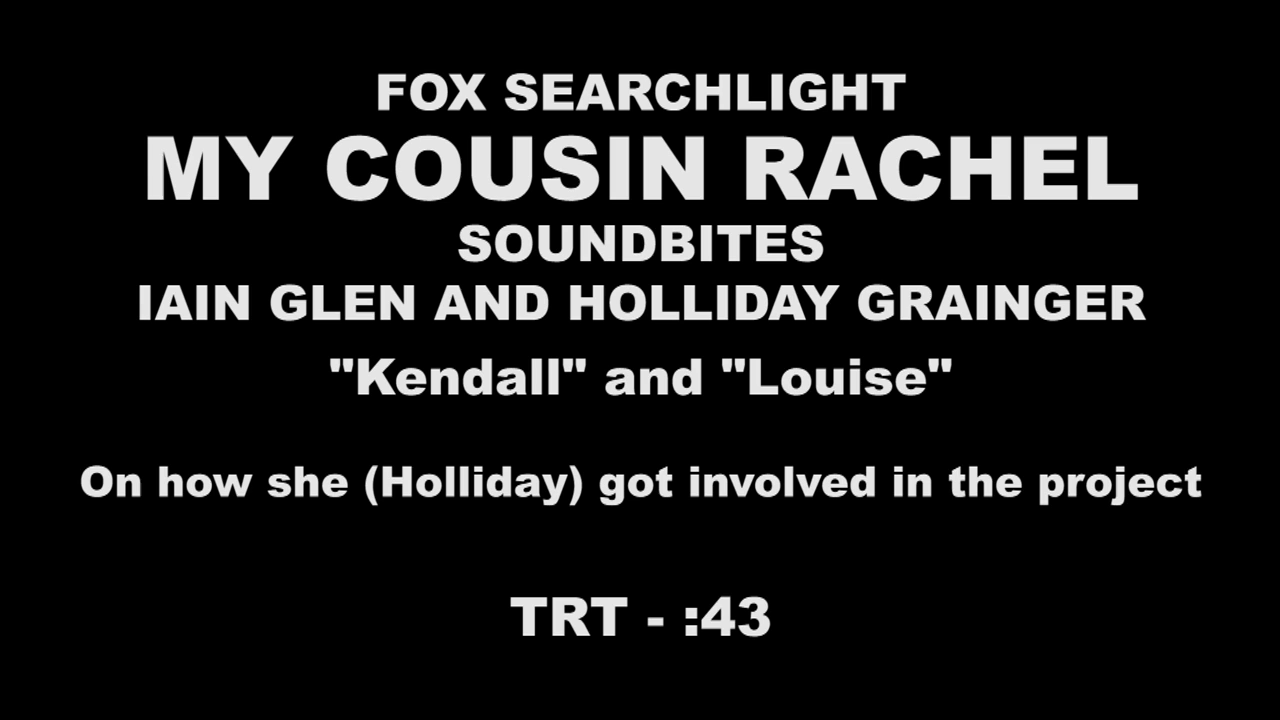 FOX SEARCHLIGHT
MY COUSIN RACHEL
SOUNDBITES
IAIN GLEN AND HOLLIDAY GRAINGER
"Kendall" and "Louise"
On how she (Holliday) got involved in the project
TRT - :43